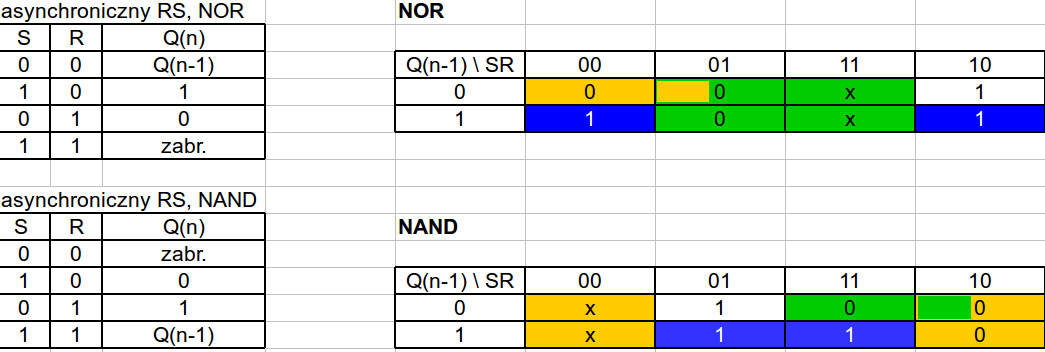 asynchroniczny RS, NOR NOR
S R Q(n)
0 0 Q(n-1) Q(n-1) \ SR 00 01 11 10
1 0 1 0 0 0 x 1
0 1 0 1 1 0 x 1
1 1 zabr.
asynchroniczny RS, NAND
S R Q(n) NAND
0 0 zabr.
1 0 0 Q(n-1) \ SR 00 01 11 10
0 1 1 0 x 1 0 0
1 1 Q(n-1) 1 x 1 1 0